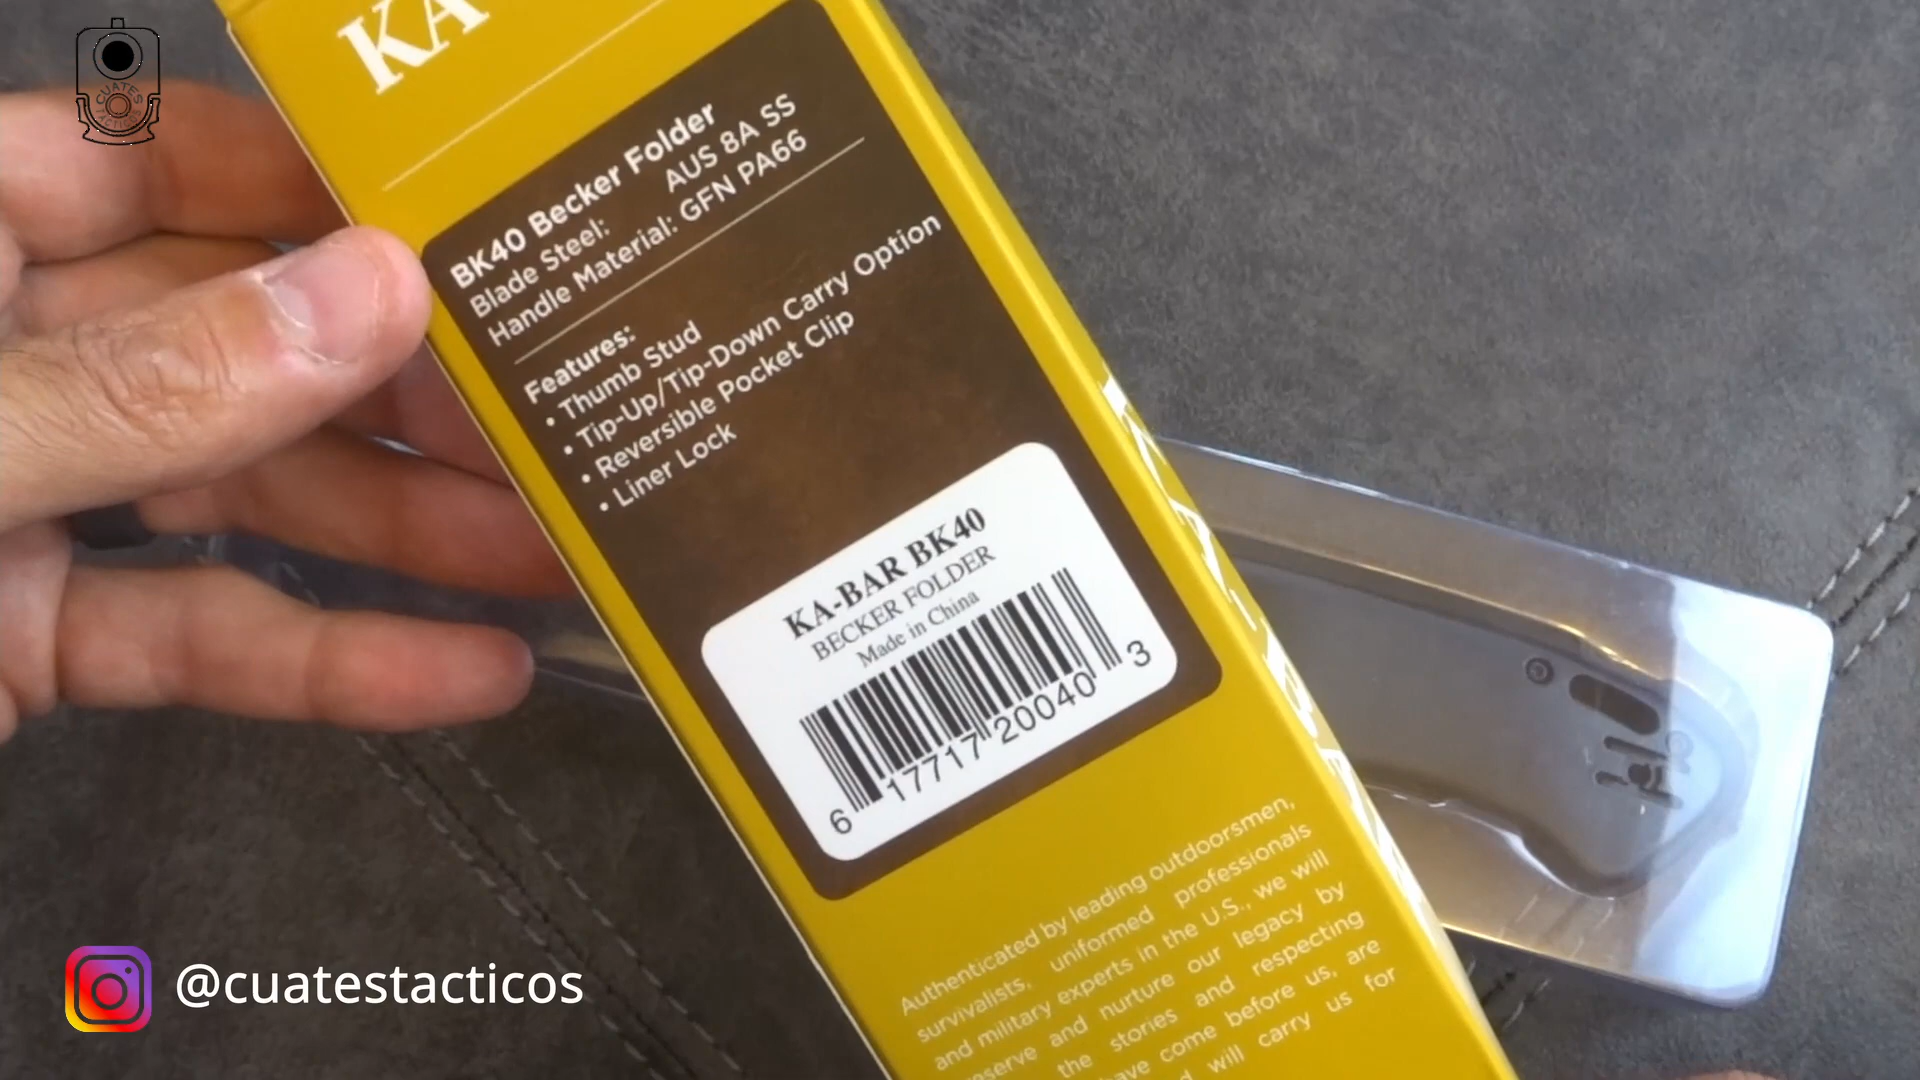 KA
BK40 Becker Folder
Blade Steel: AUS 8A SS
Handle Material: GFN PA66
Features:
• Thumb Stud
• Tip-Up/Tip-Down Carry Option
• Reversible Pocket Clip
• Liner Lock
KA-BAR BK40
BECKER FOLDER
Made in China
6 17717 20040 3
Authenticated by leading outdoorsmen,
survivalists, uniformed professionals
and military experts in the U.S., we will
and nurture our legacy by
the stories and respecting
have come before us, are
will carry us for
CUATES
TACTICOS
@cuatestacticos